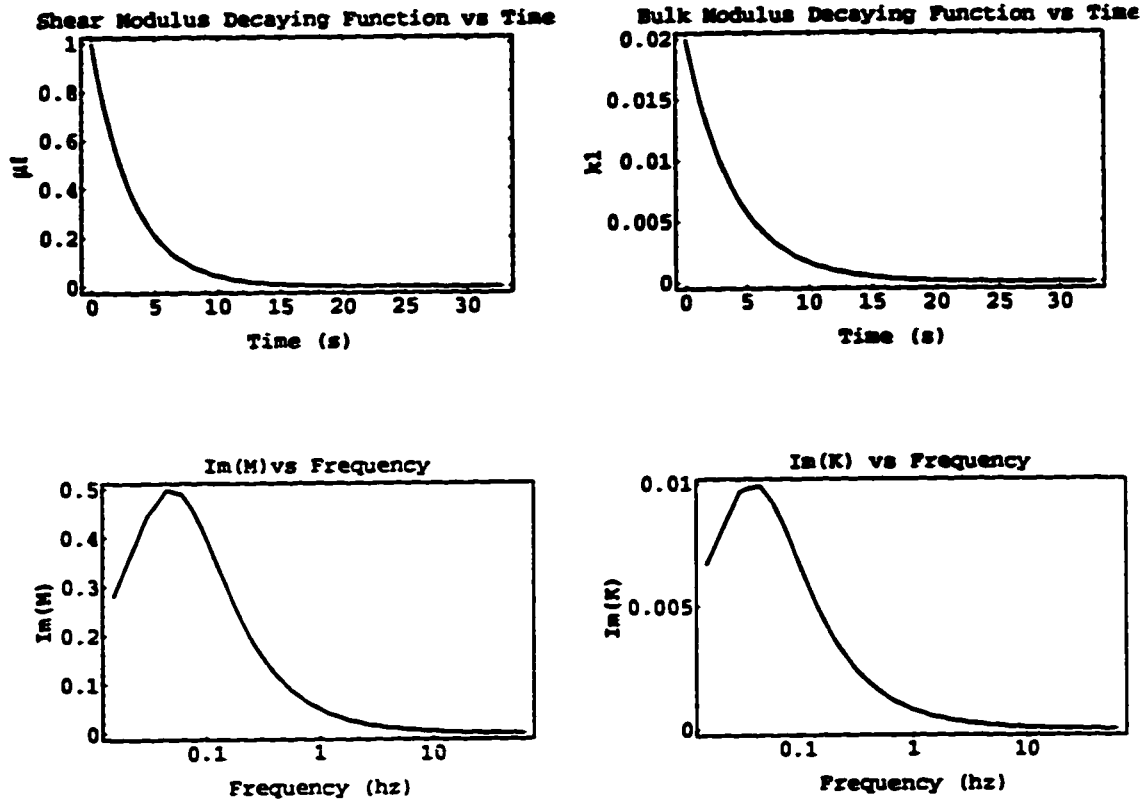 Shear Modulus Decaying Function vs Time
1
0.8
0.6
0.4
0.2
0
μ1
0 5 10 15 20 25 30
Time (s)
Bulk Modulus Decaying Function vs Time
0.02
0.015
0.01
0.005
0
k1
0 5 10 15 20 25 30
Time (s)
Im(M)vs Frequency
0.5
0.4
0.3
0.2
0.1
0
Im(M)
0.1 1 10
Frequency (hz)
Im(K) vs Frequency
0.01
0.005
0
Im(K)
0.1 1 10
Frequency (hz)